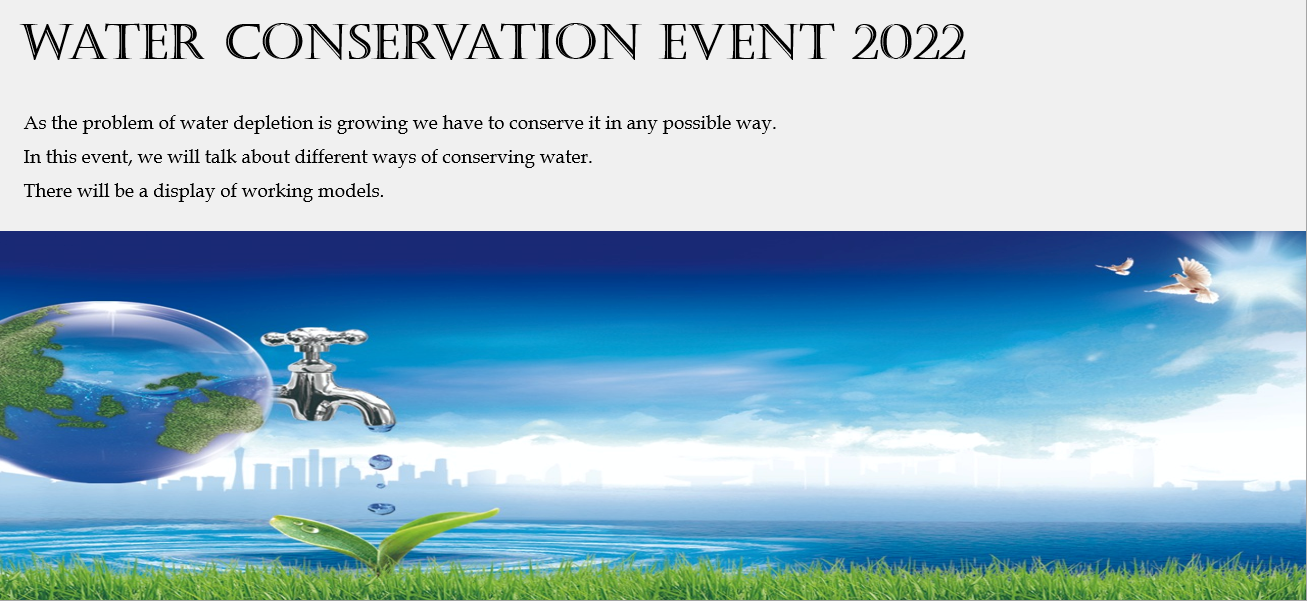 WATER CONSERVATION EVENT 2022
As the problem of water depletion is growing we have to conserve it in any possible way.
In this event, we will talk about different ways of conserving water.
There will be a display of working models.